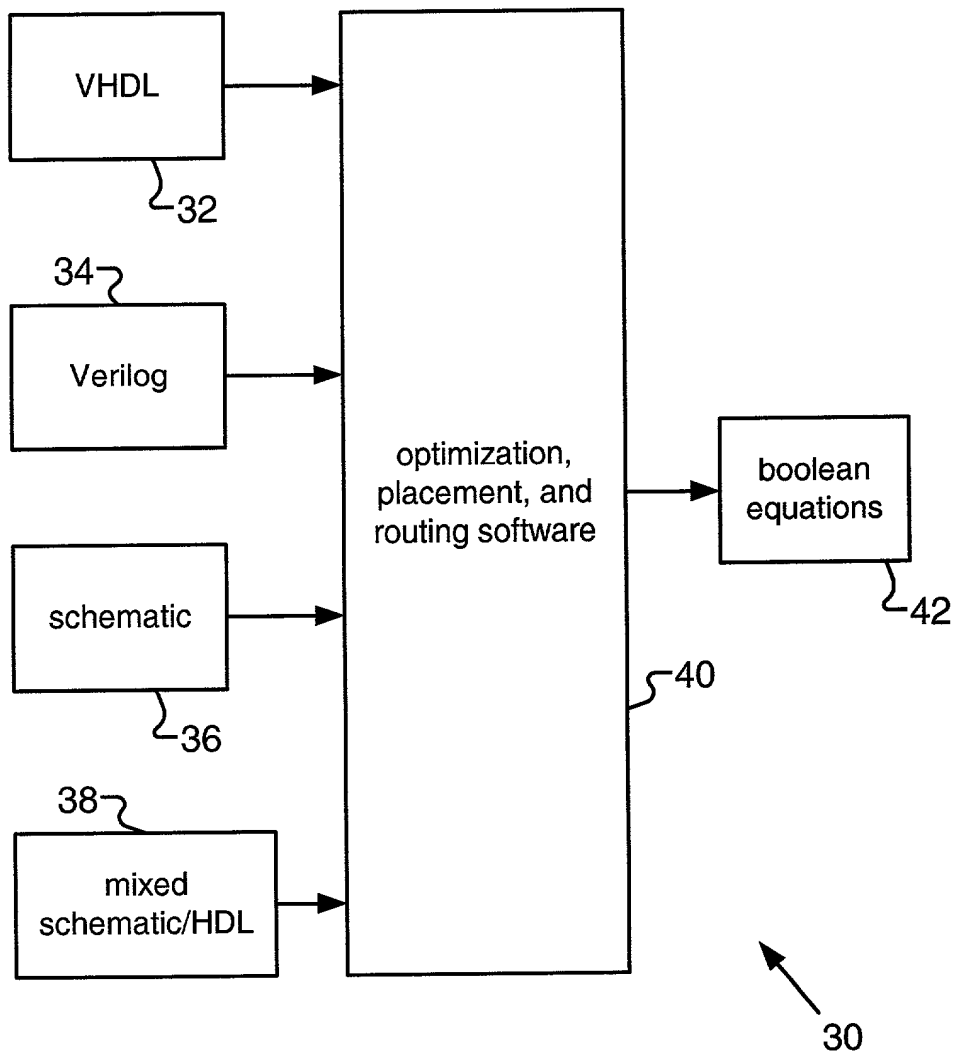 VHDL
32
34
Verilog
schematic
36
38
mixed
schematic/HDL
optimization,
placement, and
routing software
40
boolean
equations
42
30